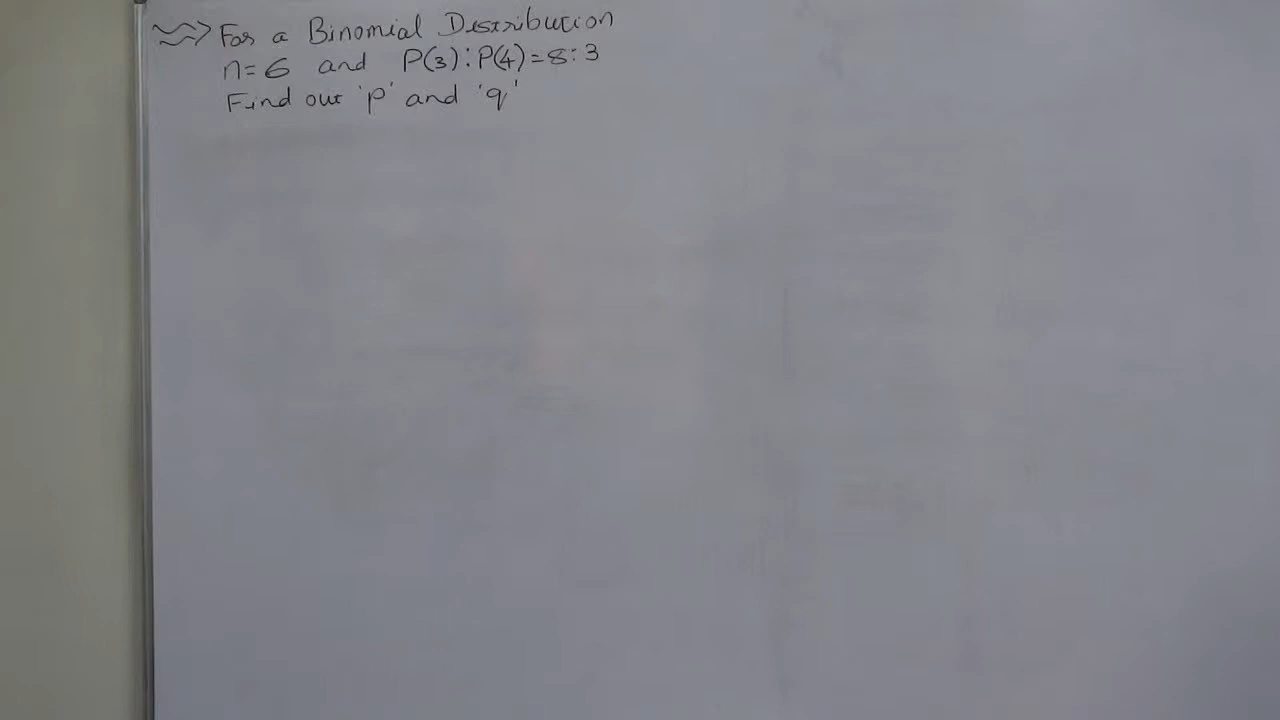 For a Binomial Distribution
n=6 and P(3):P(4)=8:3
Find out 'p' and 'q'